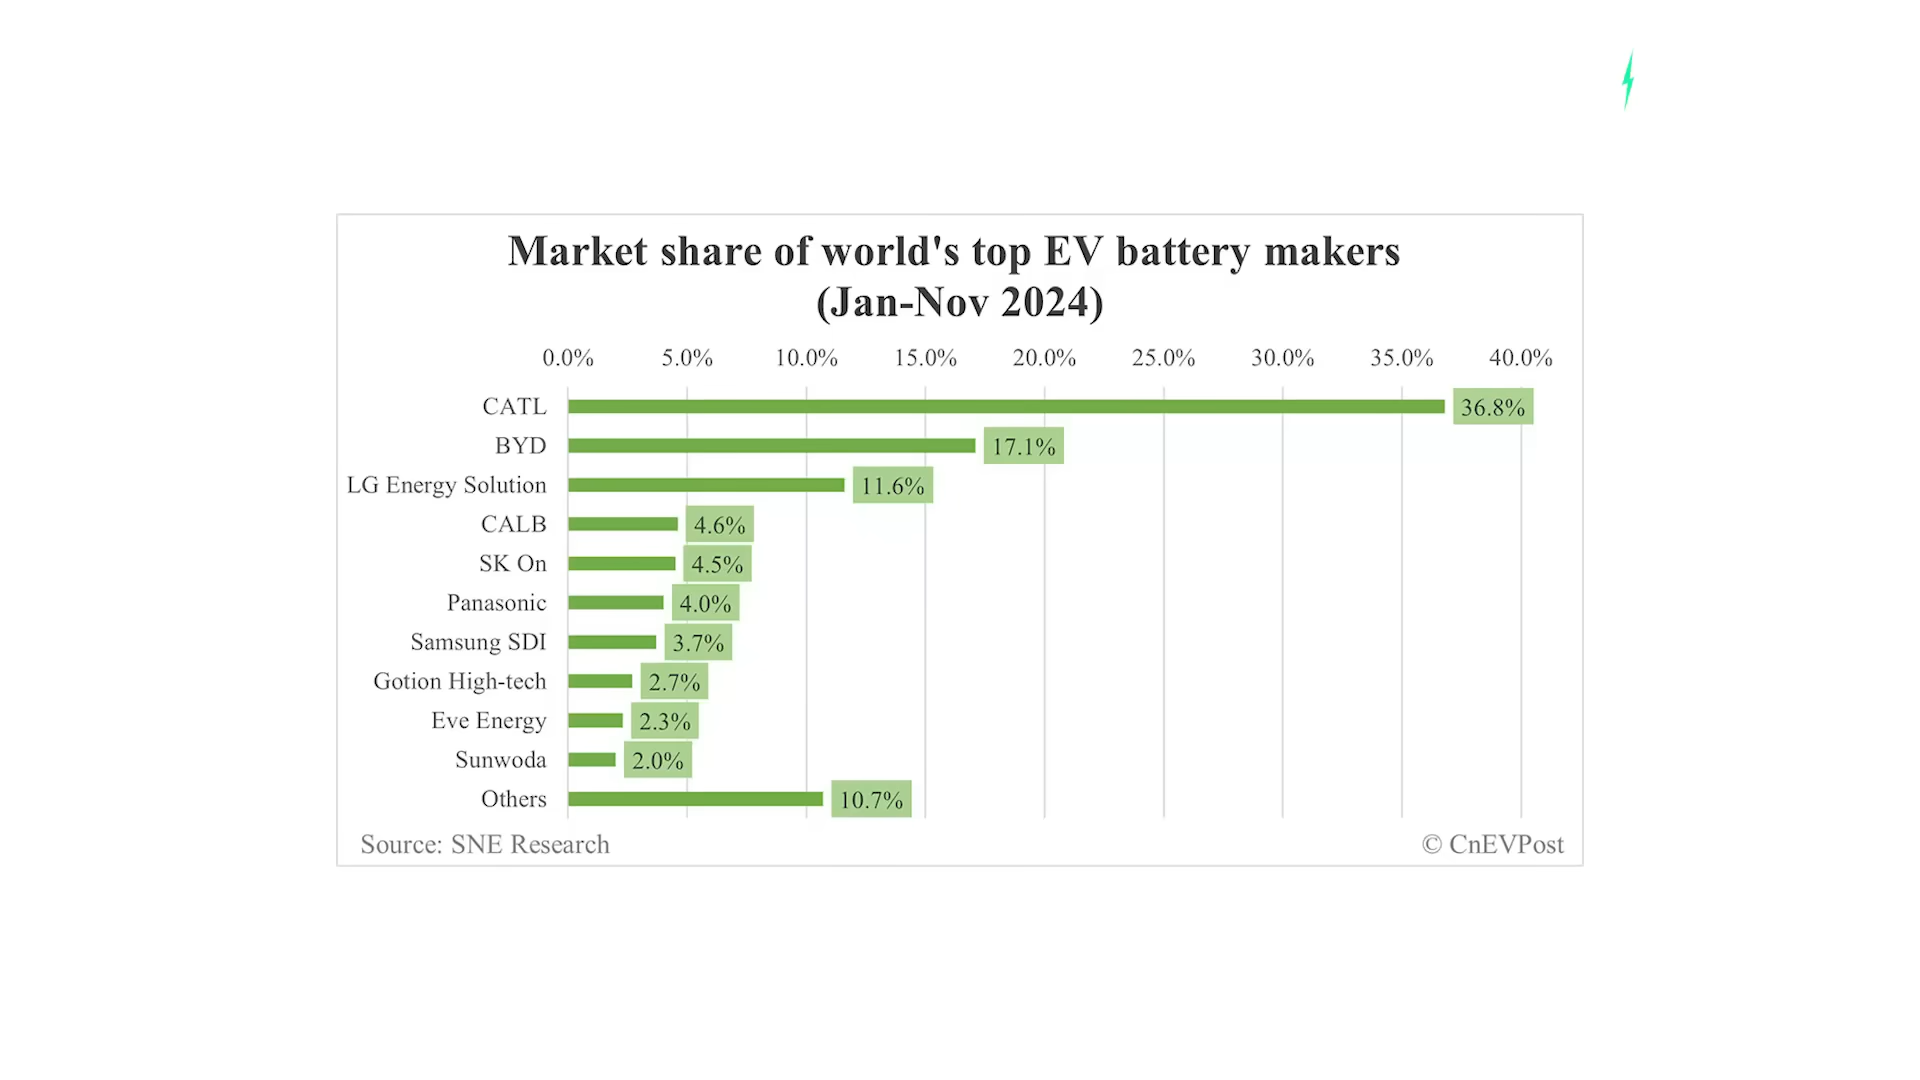 Market share of world's top EV battery makers
(Jan-Nov 2024)
0.0% 5.0% 10.0% 15.0% 20.0% 25.0% 30.0% 35.0% 40.0%
CATL 36.8%
BYD 17.1%
LG Energy Solution 11.6%
CALB 4.6%
SK On 4.5%
Panasonic 4.0%
Samsung SDI 3.7%
Gotion High-tech 2.7%
Eve Energy 2.3%
Sunwoda 2.0%
Others 10.7%
Source: SNE Research © CnEVPost